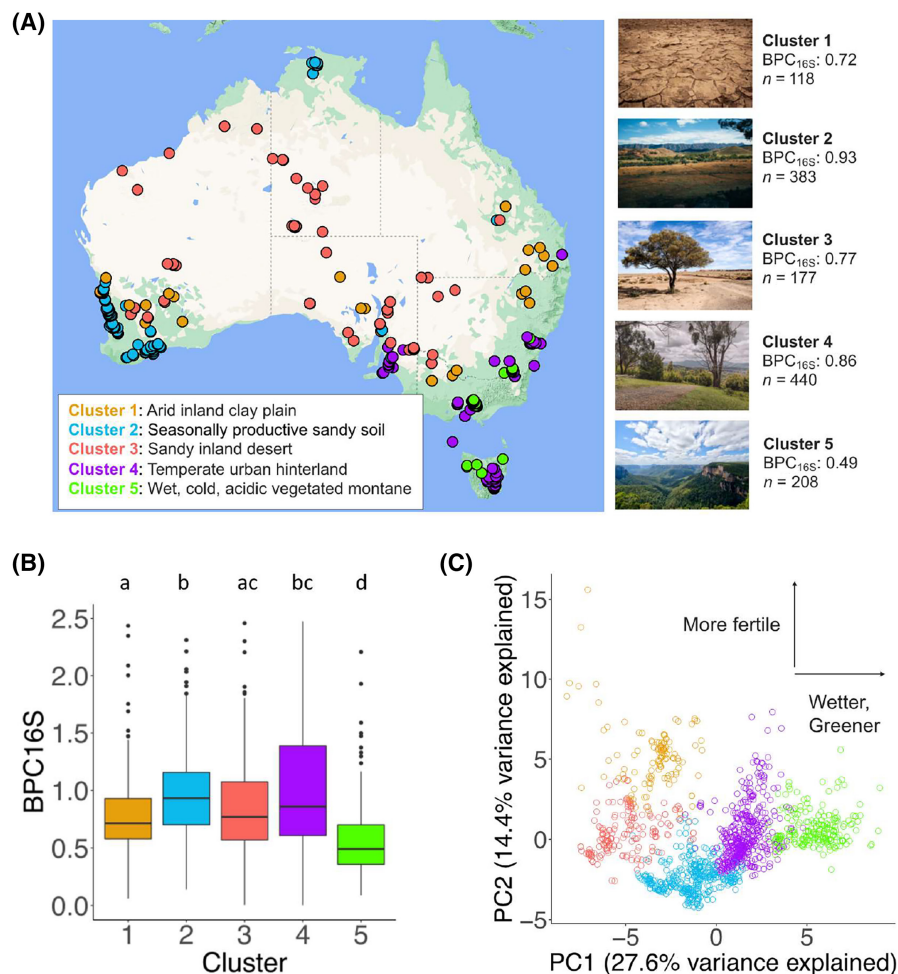 (A)
Cluster 1: Arid inland clay plain
Cluster 2: Seasonally productive sandy soil
Cluster 3: Sandy inland desert
Cluster 4: Temperate urban hinterland
Cluster 5: Wet, cold, acidic vegetated montane
Cluster 1
BPC16S: 0.72
n = 118
Cluster 2
BPC16S: 0.93
n = 383
Cluster 3
BPC16S: 0.77
n = 177
Cluster 4
BPC16S: 0.86
n = 440
Cluster 5
BPC16S: 0.49
n = 208
(B)
a b ac bc d
BPC16S
2.5
2.0
1.5
1.0
0.5
0.0
1 2 3 4 5
Cluster
(C)
PC2 (14.4% variance explained)
15
10
5
0
−5
More fertile
Wetter,
Greener
−5 0 5
PC1 (27.6% variance explained)